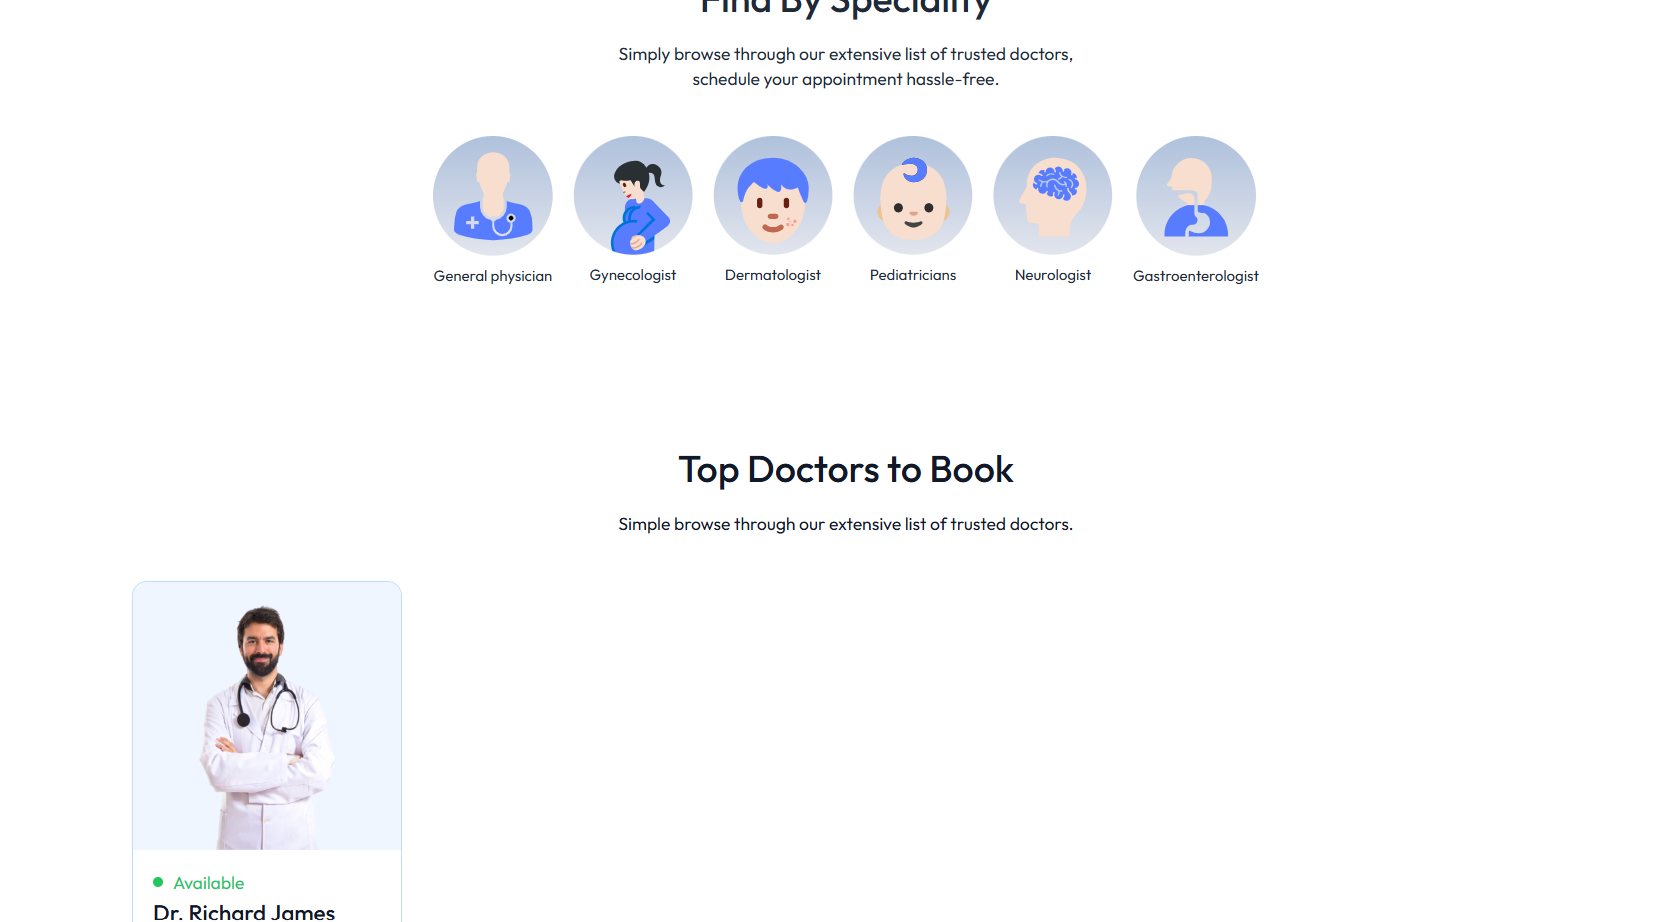 Find By Speciality
Simply browse through our extensive list of trusted doctors,
schedule your appointment hassle-free.
General physician
Gynecologist
Dermatologist
Pediatricians
Neurologist
Gastroenterologist
Top Doctors to Book
Simple browse through our extensive list of trusted doctors.
Available
Dr. Richard James